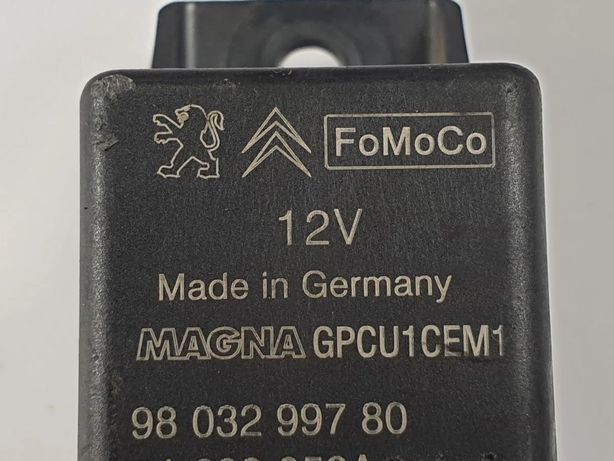 FoMoCo
12V
Made in Germany
MAGNA GPCU1CEM1
98 032 997 80